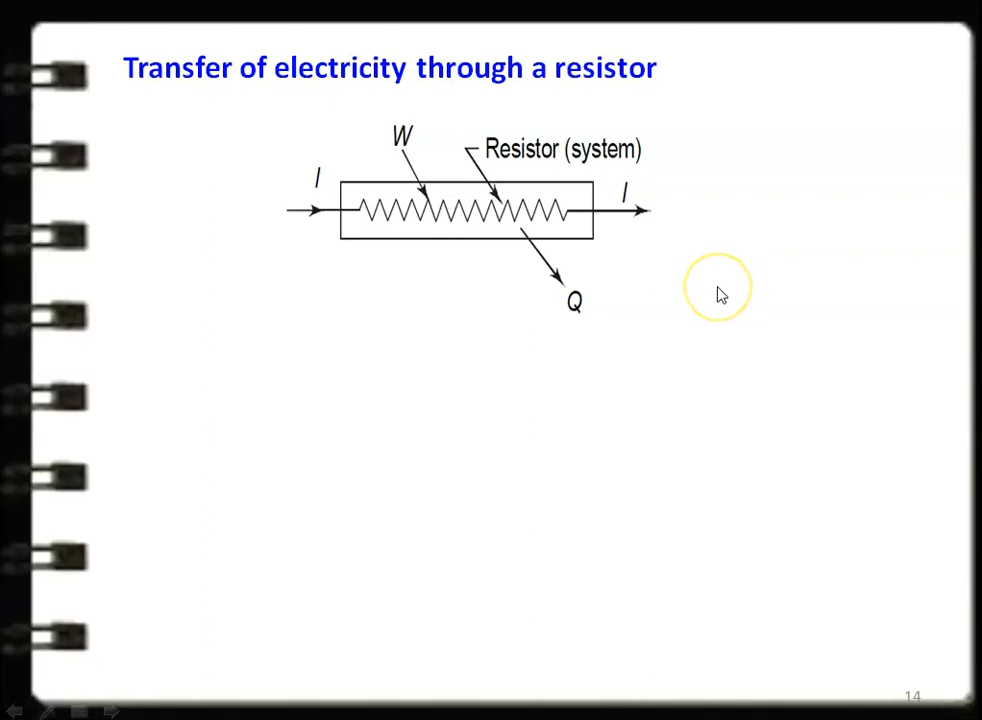 Transfer of electricity through a resistor
W
Resistor (system)
I
I
Q
14